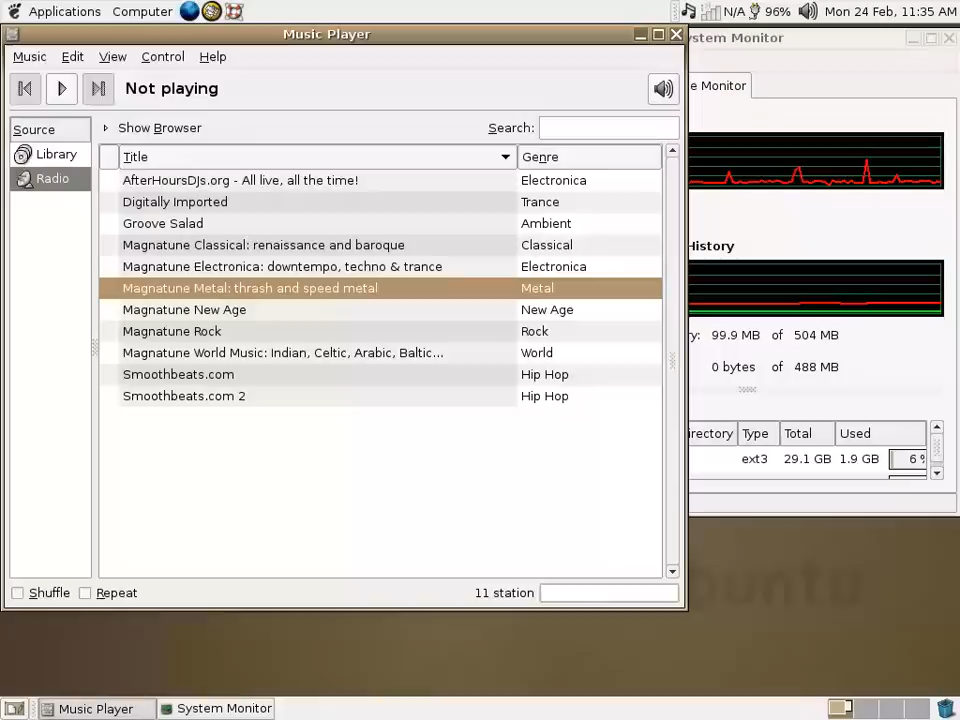 Applications Computer N/A 96% Mon 24 Feb, 11:35 AM
Music Player
ystem Monitor
Music Edit View Control Help
e Monitor
Not playing
Source
Library
Radio
Show Browser Search:
Title Genre
AfterHoursDJs.org - All live, all the time! Electronica
Digitally Imported Trance
Groove Salad Ambient
Magnatune Classical: renaissance and baroque Classical
Magnatune Electronica: downtempo, techno & trance Electronica
Magnatune Metal: thrash and speed metal Metal
Magnatune New Age New Age
Magnatune Rock Rock
Magnatune World Music: Indian, Celtic, Arabic, Baltic... World
Smoothbeats.com Hip Hop
Smoothbeats.com 2 Hip Hop
History
y: 99.9 MB of 504 MB
0 bytes of 488 MB
irectory Type Total Used
ext3 29.1 GB 1.9 GB 6 %
Shuffle Repeat 11 station
untu
Music Player System Monitor